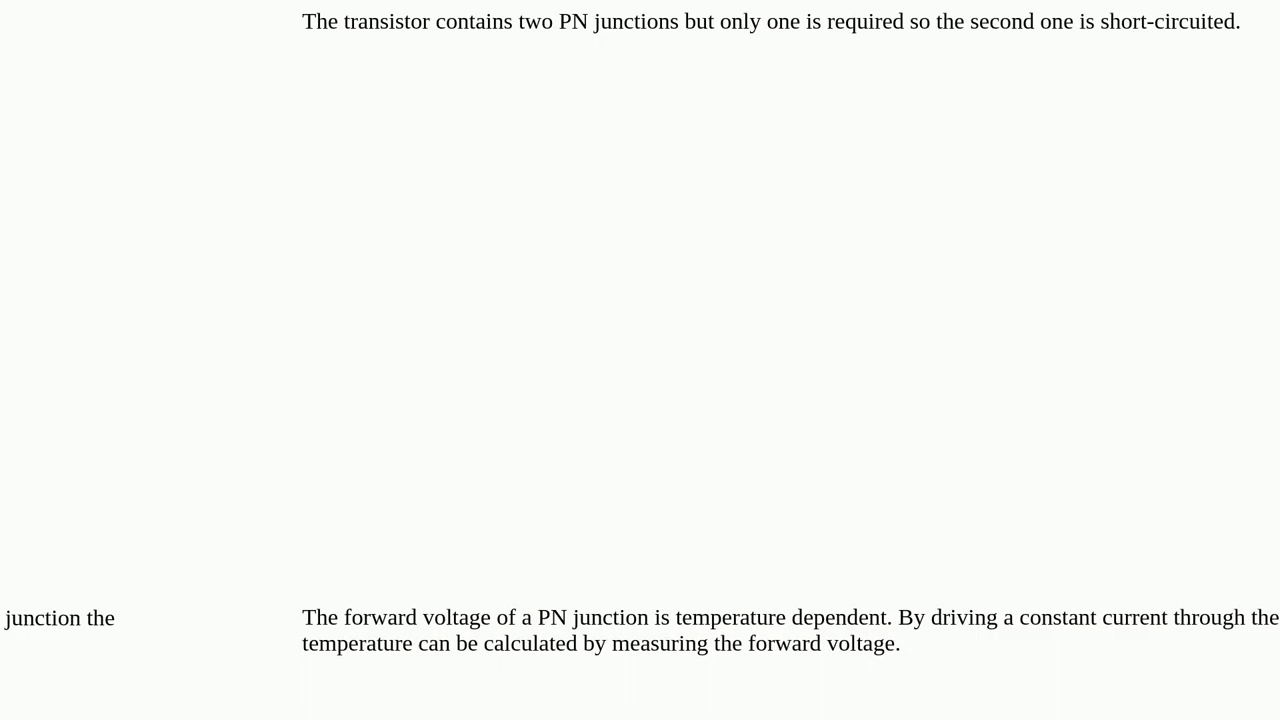 The transistor contains two PN junctions but only one is required so the second one is short-circuited.
junction the
The forward voltage of a PN junction is temperature dependent. By driving a constant current through the
temperature can be calculated by measuring the forward voltage.